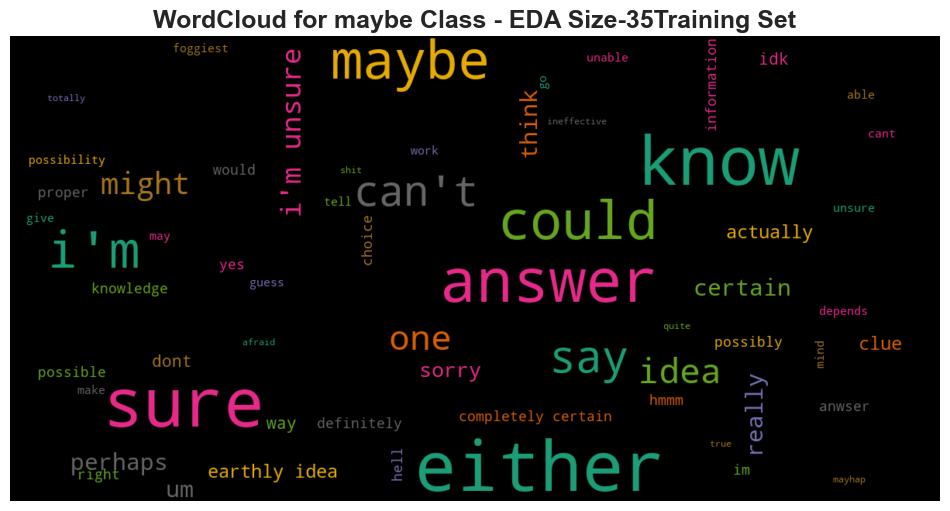 WordCloud for maybe Class - EDA Size-35Training Set
foggiest
maybe
unable
information
idk
totally
i'm unsure
think
go
ineffective
able
cant
possibility
proper
might
would
shit
work
can't
know
tell
give
choice
could
unsure
actually
i'm
may
yes
knowledge
guess
answer
certain
depends
afraid
one
quite
possibly
mind
clue
possible
dont
sorry
say
idea
make
sure
way
definitely
completely certain
hmmm
really
anwser
perhaps
right
earthly idea
hell
either
true
im
mayhap
um